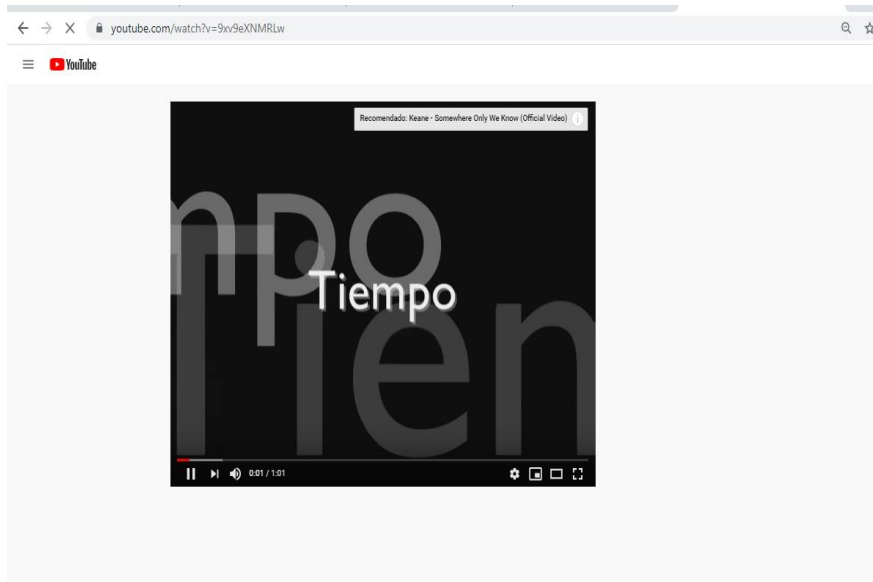 youtube.com/watch?v=9xv9eXNMRLw
YouTube
Recomendado: Keane - Somewhere Only We Know (Official Video) i
mpo
Tiempo
Tien
0:01 / 1:01